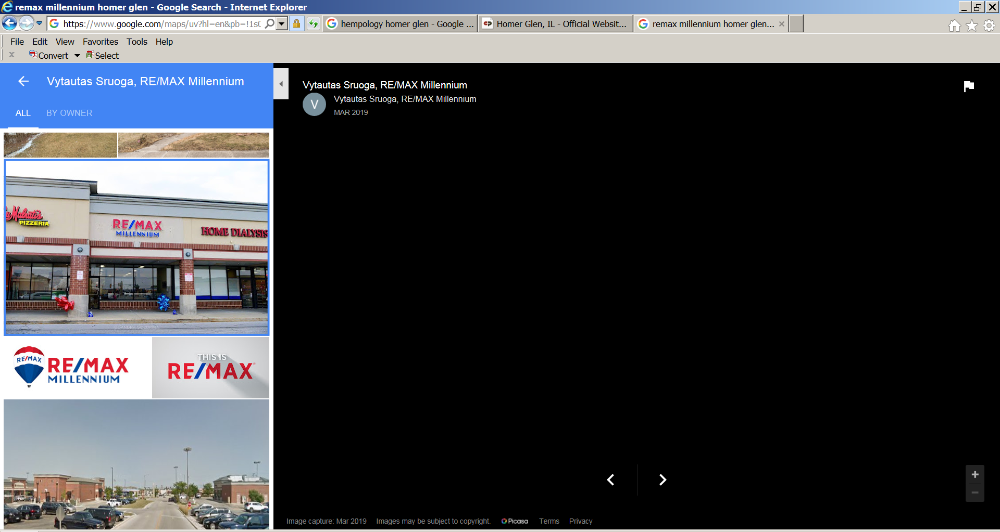 remax millennium homer glen - Google Search - Internet Explorer
https://www.google.com/maps/uv?hl=en&pb=!1s0
hempology homer glen - Google ...
Homer Glen, IL - Official Websit...
remax millennium homer glen...
File Edit View Favorites Tools Help
x Convert Select
Vytautas Sruoga, RE/MAX Millennium
ALL BY OWNER
Malnati's
PIZZERIA
RE/MAX
MILLENNIUM
HOME DIALYSIS
RE/MAX
RE/MAX
MILLENNIUM
THIS IS
RE/MAX
Vytautas Sruoga, RE/MAX Millennium
V
Vytautas Sruoga, RE/MAX Millennium
MAR 2019
Image capture: Mar 2019 Images may be subject to copyright. Picasa Terms Privacy